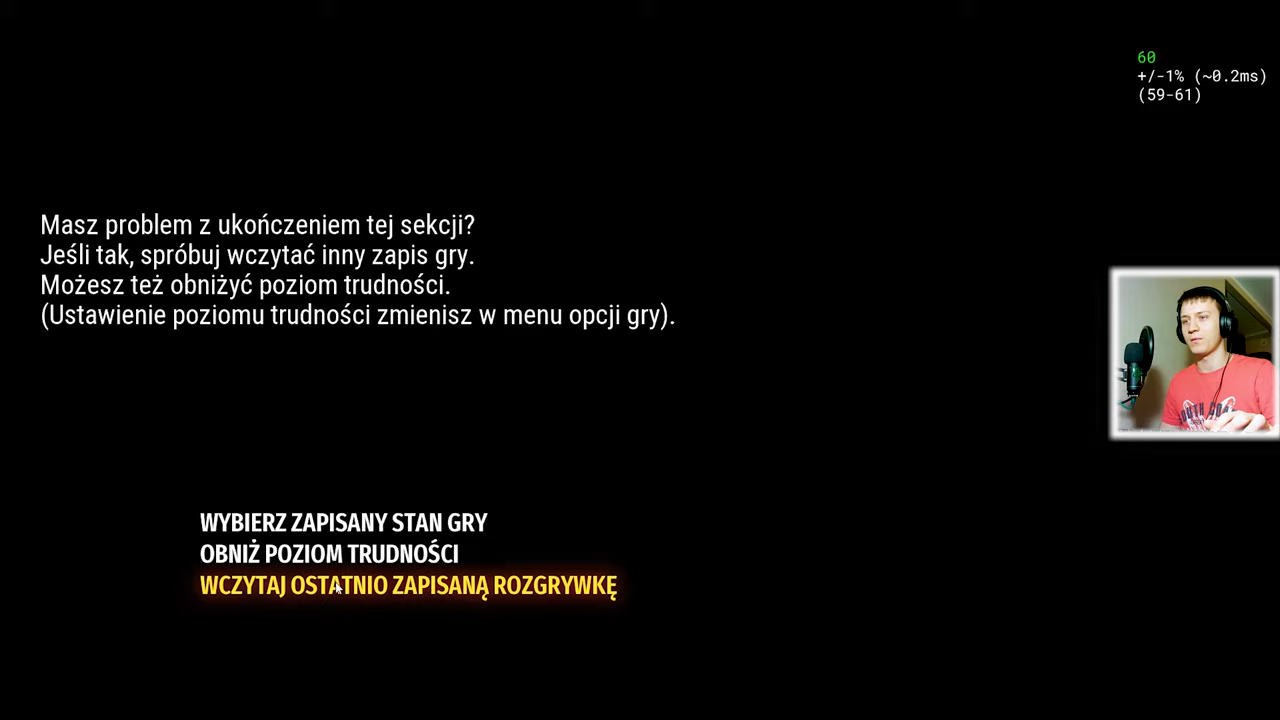 60
+/-1% (~0.2ms)
(59-61)
Masz problem z ukończeniem tej sekcji?
Jeśli tak, spróbuj wczytać inny zapis gry.
Możesz też obniżyć poziom trudności.
(Ustawienie poziomu trudności zmienisz w menu opcji gry).
WYBIERZ ZAPISANY STAN GRY
OBNIŻ POZIOM TRUDNOŚCI
WCZYTAJ OSTATNIO ZAPISANĄ ROZGRYWKĘ